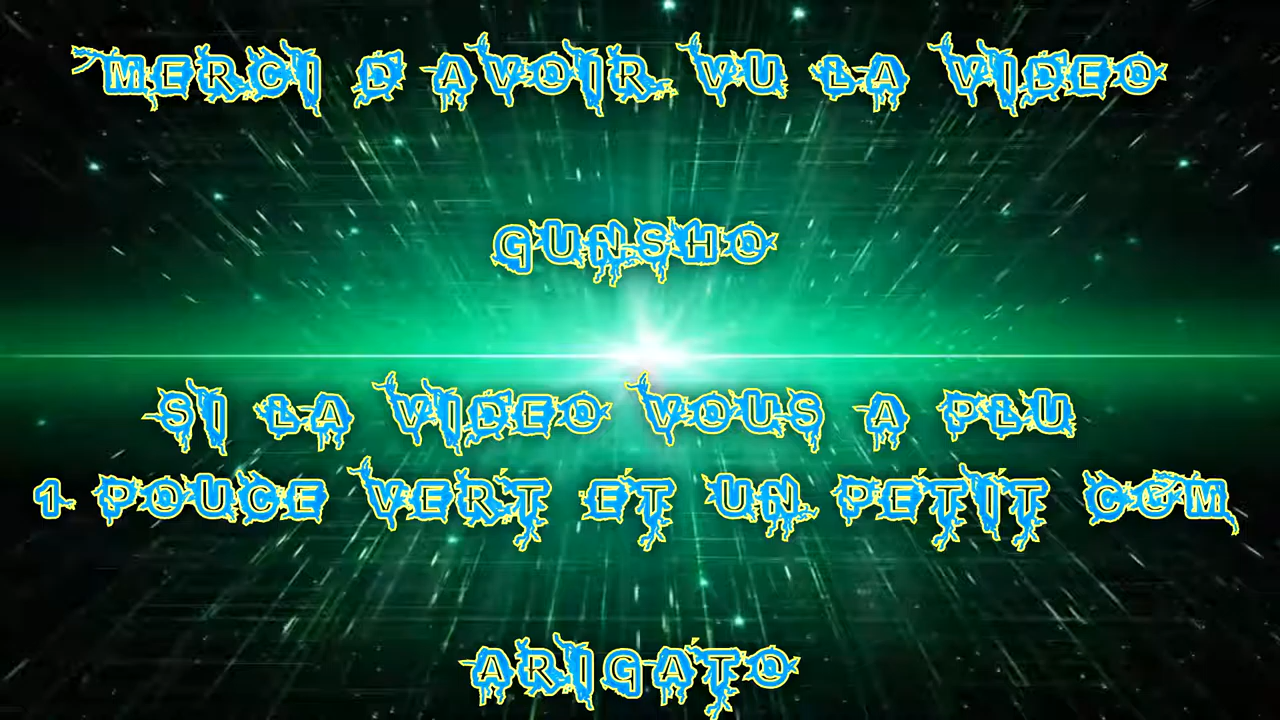 MERCI D AVOIR VU LA VIDEO
GUNSHO
SI LA VIDEO VOUS A PLU
1 POUCE VERT ET UN PETIT COM
ARIGATO